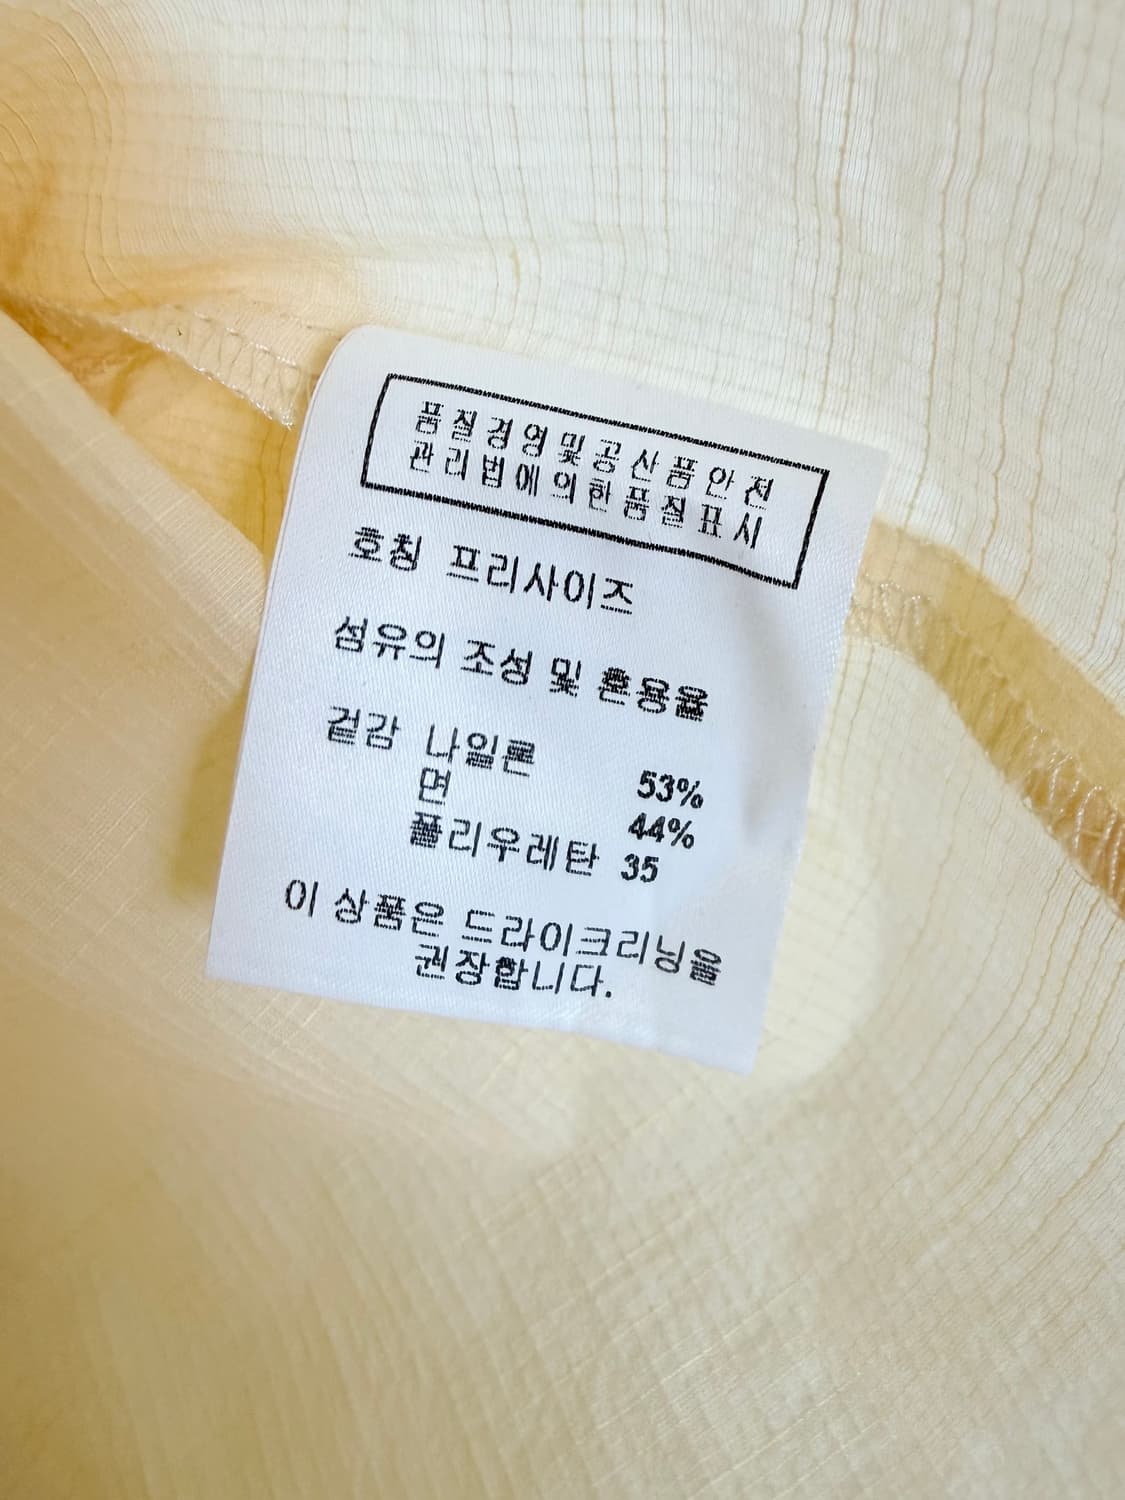 품질경영및공산품안전
관리법에의한품질표시
호칭 프리사이즈
섬유의 조성 및 혼용율
겉감 나일론 53%
면 44%
폴리우레탄 35
이 상품은 드라이크리닝을
권장합니다.